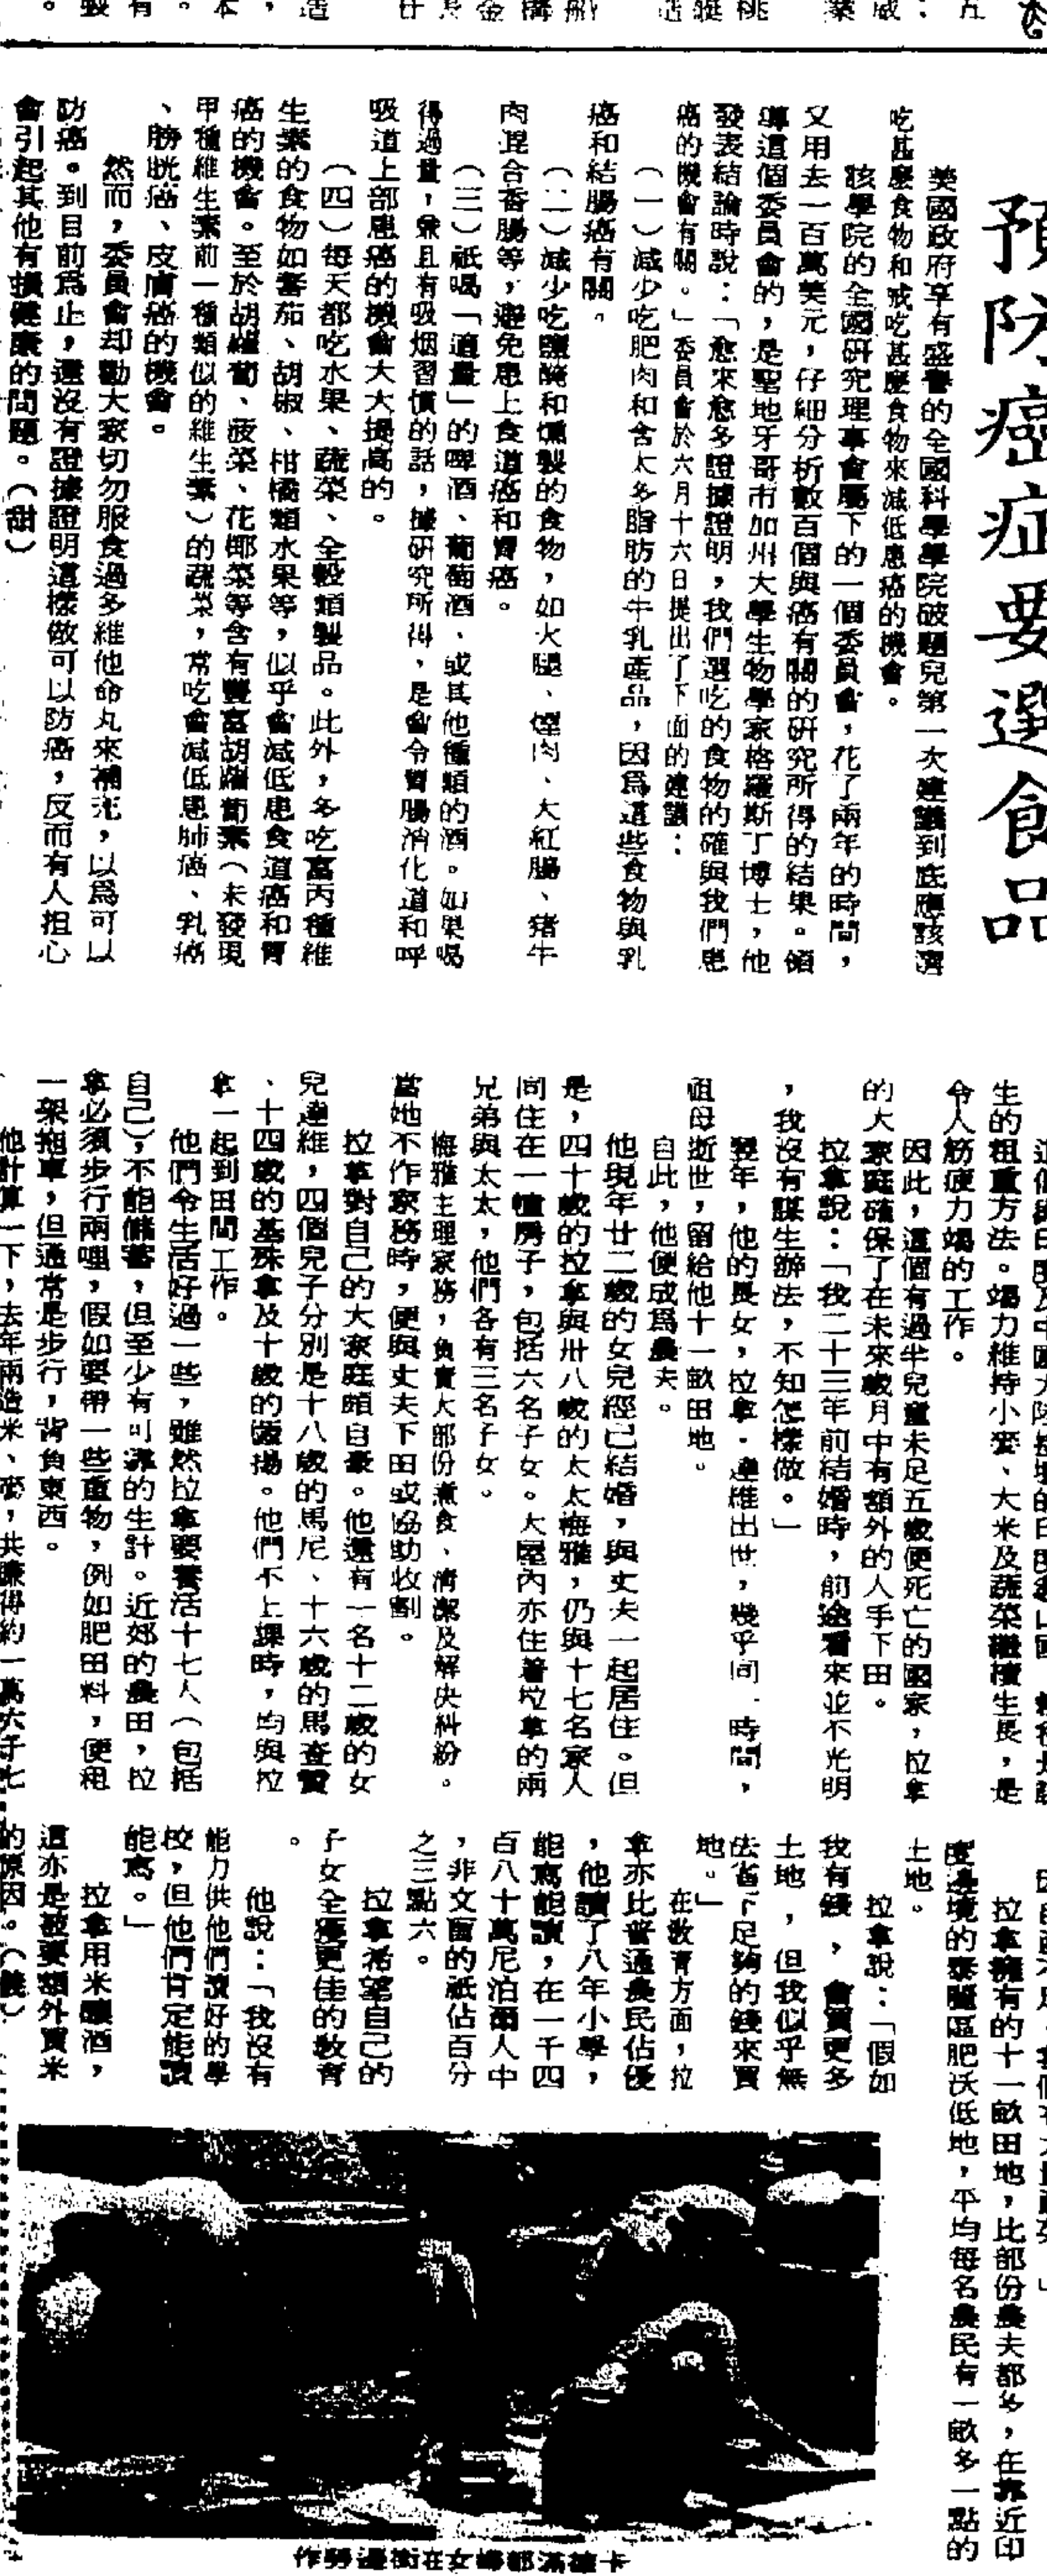 預防癌症要選食品
美國政府享有盛譽的全國科學學院破題兒第一次建議到底應該選
吃甚麼食物和戒吃甚麼食物來減低患癌的機會。
該學院的全國研究理事會屬下的一個委員會，花了兩年的時間，
又用去一百萬美元，仔細分析數百個與癌有關的研究所得的結果。領
導這個委員會的，是聖地牙哥市加州大學生物學家格羅斯丁博士，他
發表結論時說：「愈來愈多證據證明，我們選吃的食物的確與我們患
癌的機會有關。」委員會於六月十六日提出了下面的建議：
（一）減少吃肥肉和含太多脂肪的牛乳產品，因爲這些食物與乳
癌和結腸癌有關。
（二）減少吃鹽醃和燻製的食物，如火腿、煙肉、大紅腸、猪牛
肉混合香腸等，避免患上食道癌和胃癌。
（三）祇喝「適量」的啤酒、葡萄酒、或其他種類的酒。如果喝
得過量，兼且有吸烟習慣的話，據研究所得，是會令胃腸消化道和呼
吸道上部患癌的機會大大提高的。
（四）每天都吃水果、蔬菜、全穀類製品。此外，多吃富丙種維
生素的食物如蕃茄、胡椒、柑橘類水果等，似乎會減低患食道癌和胃
癌的機會。至於胡蘿蔔、菠菜、花椰菜等含有豐富胡蘿蔔素（未發現
甲種維生素前一種類似的維生素）的蔬菜，常吃會減低患肺癌、乳癌
、膀胱癌、皮膚癌的機會。
然而，委員會却勸大家切勿服食過多維他命丸來補充，以爲可以
防癌。到目前爲止，還沒有證據證明這樣做可以防癌，反而有人担心
會引起其他有損健康的問題。（甜）
生的粗重方法。竭力維持小麥、大米及蔬菜繼續生長，是
令人筋疲力竭的工作。
因此，這個有過半兒童未足五歲便死亡的國家，拉拿
的大家庭確保了在未來歲月中有額外的人手下田。
拉拿說：「我二十三年前結婚時，前途看來並不光明
，我沒有謀生辦法，不知怎樣做。」
翌年，他的長女，拉拿．達維出世，幾乎同一時間，
祖母逝世，留給他十一畝田地。
自此，他便成爲農夫。
他現年廿二歲的女兒經已結婚，與丈夫一起居住。但
是，四十歲的拉拿與卅八歲的太太梅雅，仍與十七名家人
同住在一幢房子，包括六名子女。大屋內亦住着拉拿的兩
兄弟與太太，他們各有三名子女。
梅雅主理家務，負責大部份煮食、清潔及解決糾紛。
當她不作家務時，便與丈夫下田或協助收割。
拉拿對自己的大家庭頗自豪。他還有一名十二歲的女
兒達維，四個兒子分別是十八歲的馬尼、十六歲的馬查賓
、十四歲的基殊拿及十歲的頗揚。他們不上課時，均與拉
拿一起到田間工作。
他們令生活好過一些，雖然拉拿要養活十七人（包括
自己），不能儲蓄，但至少有可靠的生計。近郊的農田，拉
拿必須步行兩哩，假如要帶一些重物，例如肥田料，便租
一架拖車，但通常是步行，背負東西。
他計算一下，去年兩造米、麥，共賺得約一萬六千七
拉拿擁有的十一畝田地，比部份農夫都多，在靠近印
度邊境的泰麗區肥沃低地，平均每名農民有一畝多一點的
土地。
拉拿說：「假如
我有錢，會買更多
土地，但我似乎無
法省下足夠的錢來買
地。」
在教育方面，拉
拿亦比普通農民佔優
，他讀了八年小學，
能寫能讀，在一千四
百八十萬尼泊爾人中
，非文盲的祇佔百分
之三點六。
拉拿希望自己的
子女全獲更佳的教育
。
他說：「我沒有
能力供他們讀好的學
校，但他們肯定能讀
能寫。」
拉拿用米釀酒，
這亦是被要額外買米
的原因。（錢）
卡德滿都婦女在街邊勞作